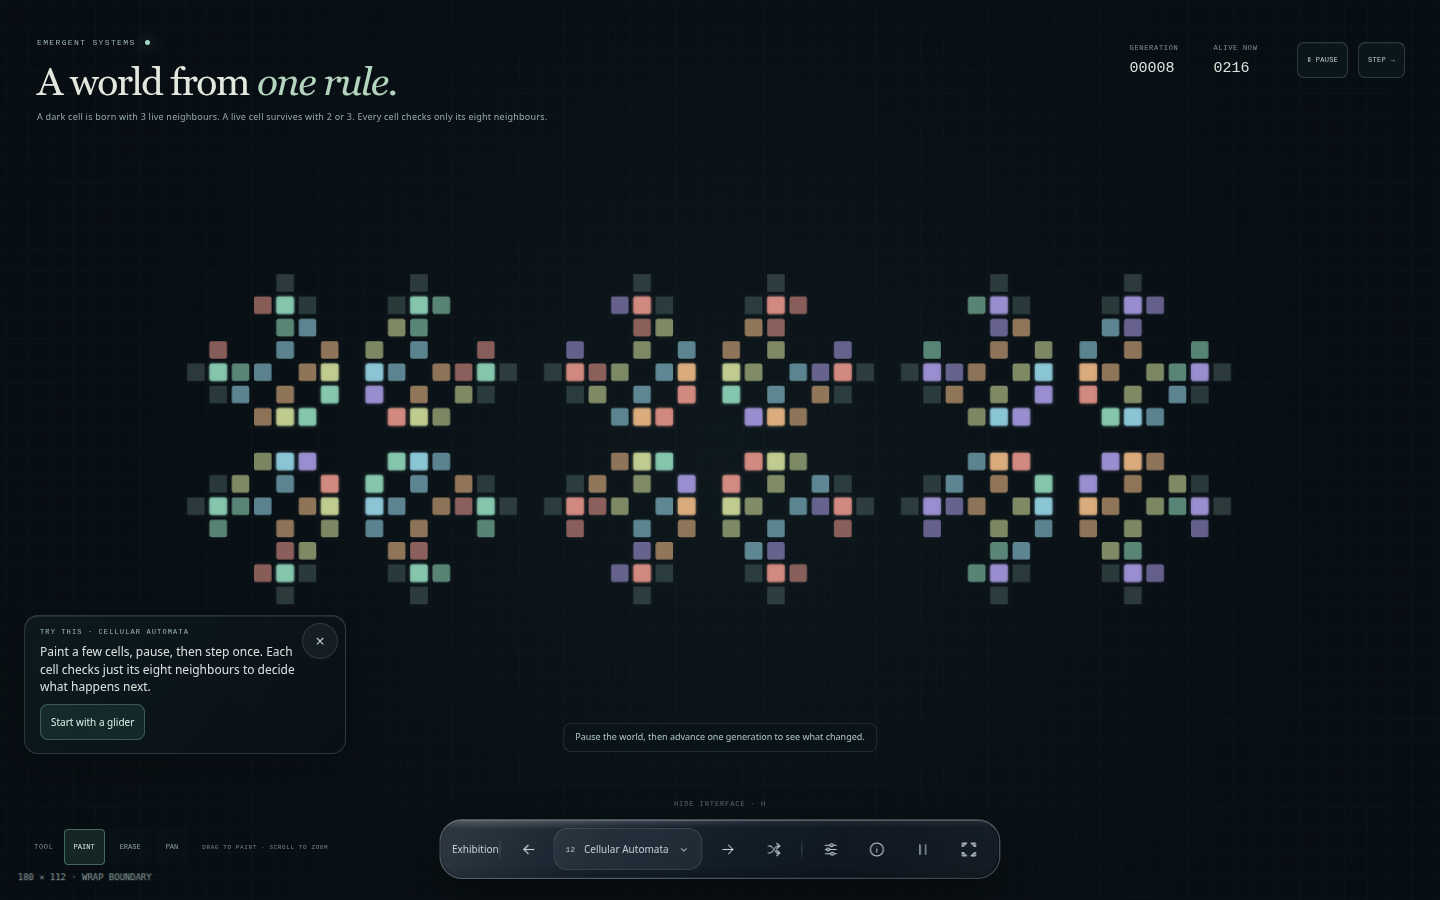 EMERGENT SYSTEMS
A world from one rule.
A dark cell is born with 3 live neighbours. A live cell survives with 2 or 3. Every cell checks only its eight neighbours.
GENERATION
00008
ALIVE NOW
0216
⏸ PAUSE
STEP →
TRY THIS · CELLULAR AUTOMATA
×
Paint a few cells, pause, then step once. Each
cell checks just its eight neighbours to decide
what happens next.
Start with a glider
Pause the world, then advance one generation to see what changed.
HIDE INTERFACE · H
TOOL
PAINT
ERASE
PAN
DRAG TO PAINT · SCROLL TO ZOOM
180 × 112 · WRAP BOUNDARY
Exhibition
12 Cellular Automata